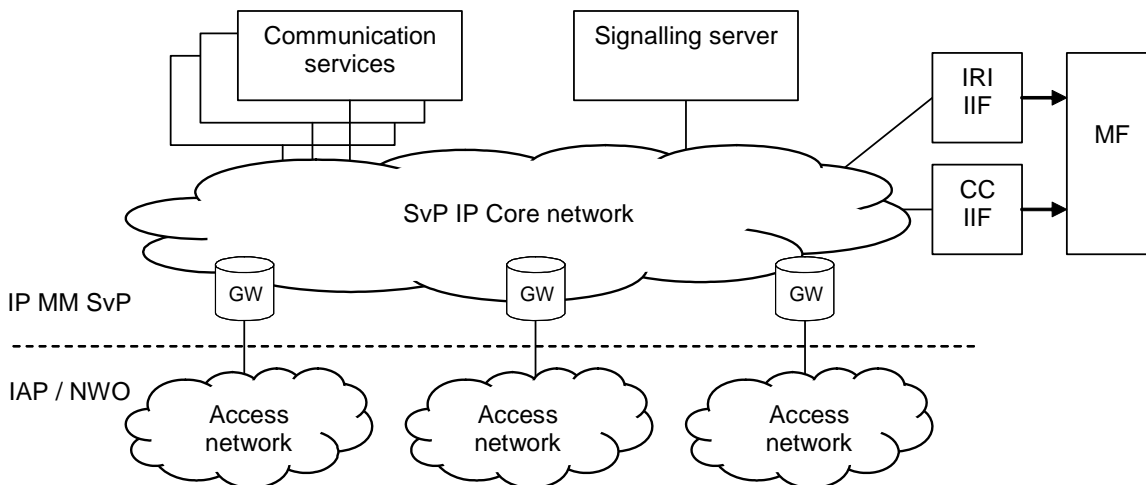 Communication
services
Signalling server
IRI
IIF
MF
CC
IIF
SvP IP Core network
GW
GW
GW
IP MM SvP
IAP / NWO
Access
network
Access
network
Access
network